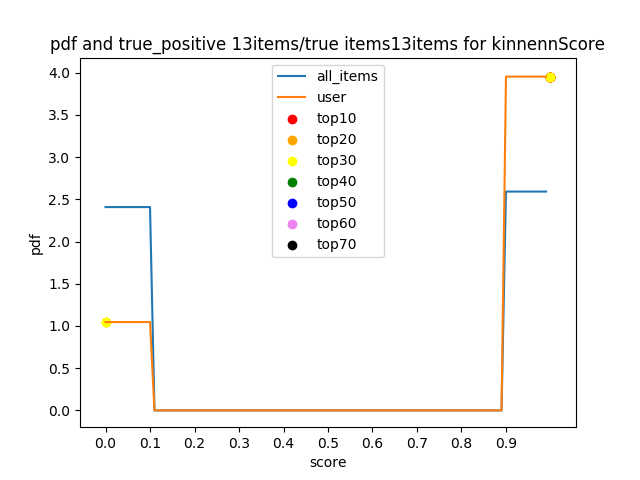 pdf and true_positive 13items/true items13items for kinnennScore
all_items
user
top10
top20
top30
top40
top50
top60
top70
4.0
3.5
3.0
2.5
2.0
1.5
1.0
0.5
0.0
pdf
0.0 0.1 0.2 0.3 0.4 0.5 0.6 0.7 0.8 0.9
score